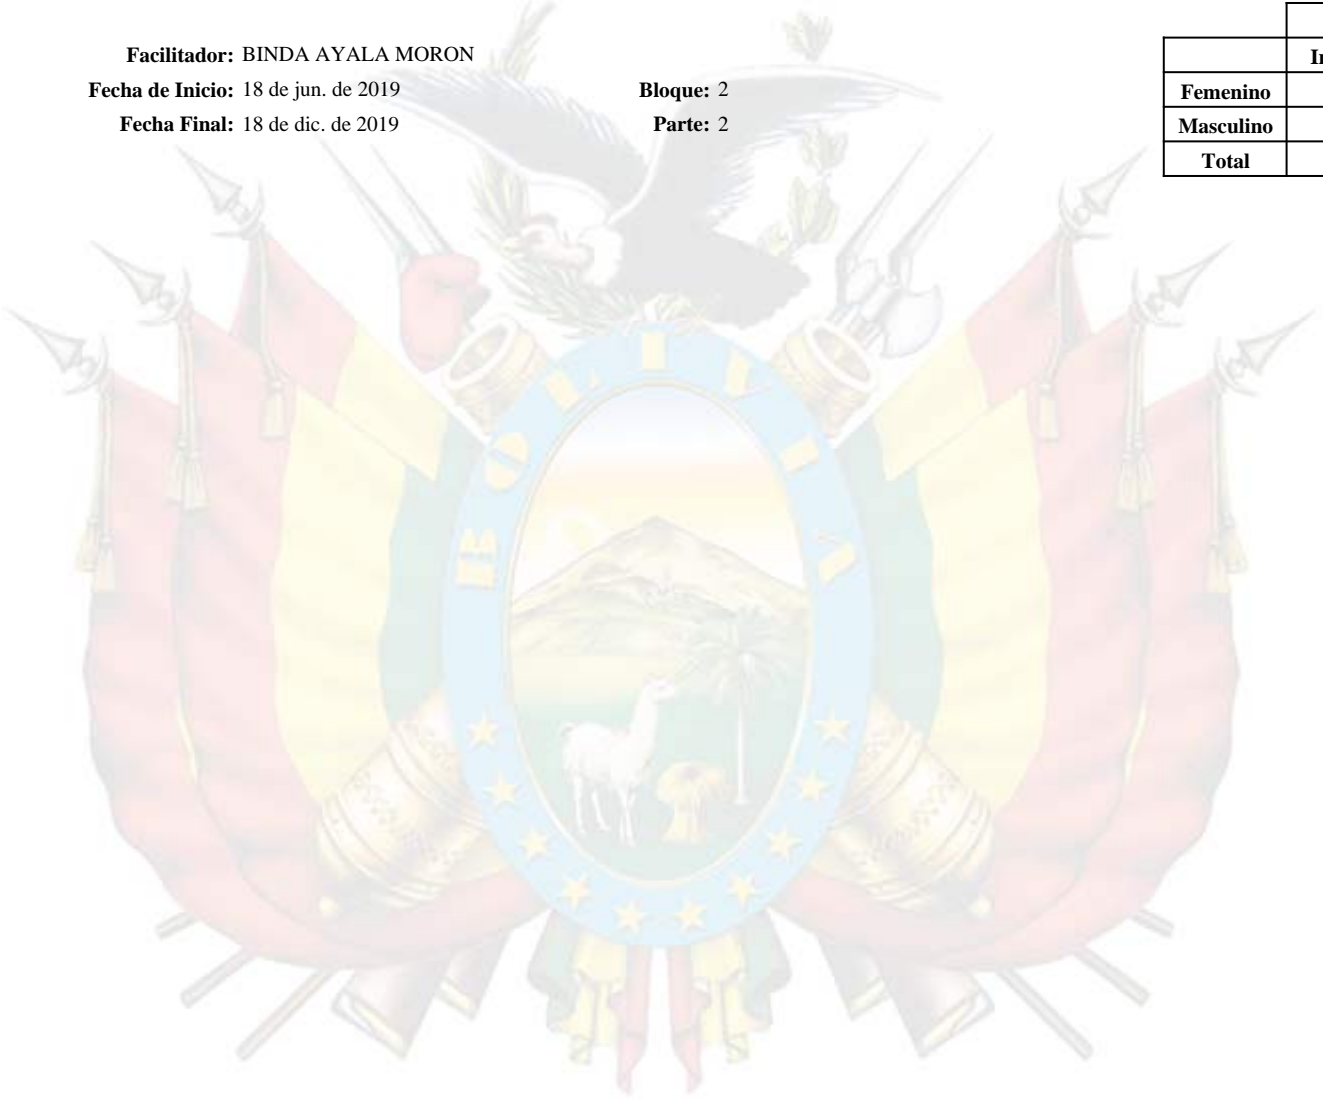 Facilitador: BINDA AYALA MORON
Fecha de Inicio: 18 de jun. de 2019 Bloque: 2
Fecha Final: 18 de dic. de 2019 Parte: 2
Femenino
Masculino
Total
BOLIVIA